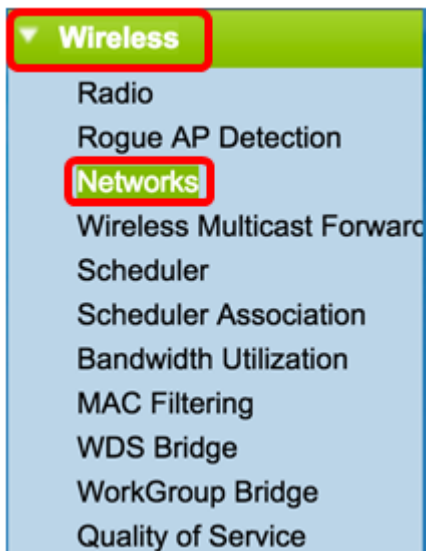 Wireless
Radio
Rogue AP Detection
Networks
Wireless Multicast Forward
Scheduler
Scheduler Association
Bandwidth Utilization
MAC Filtering
WDS Bridge
WorkGroup Bridge
Quality of Service